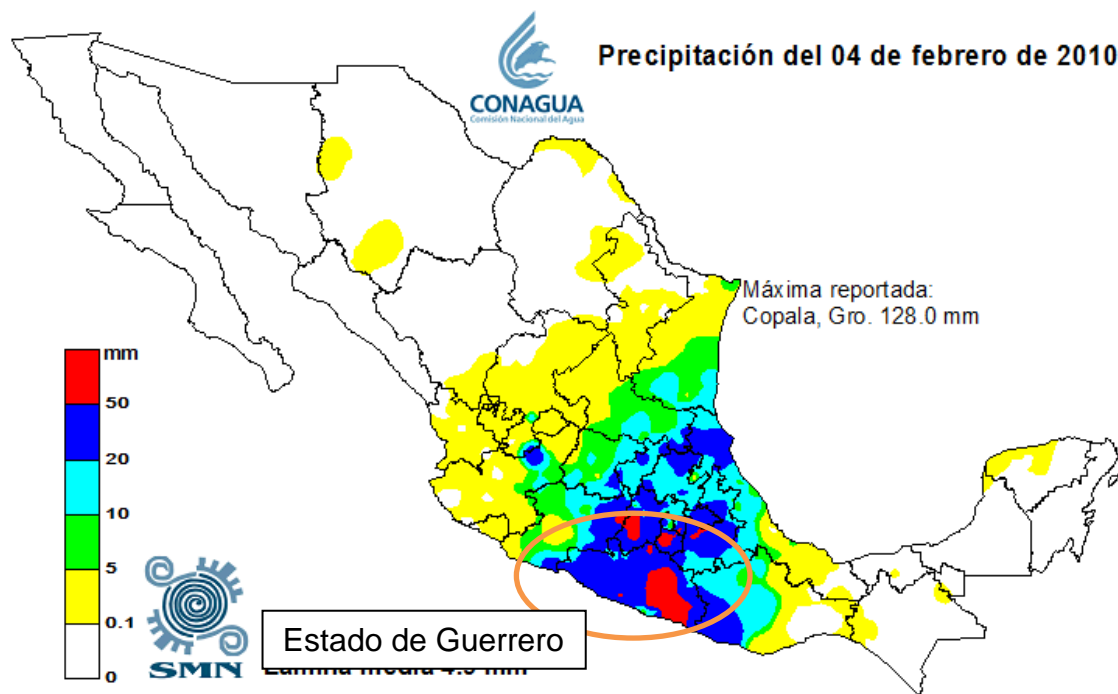 Precipitación del 04 de febrero de 2010
CONAGUA
Comisión Nacional del Agua
Máxima reportada:
Copala, Gro. 128.0 mm
mm
50
20
10
5
0.1
0
SMN
Estado de Guerrero